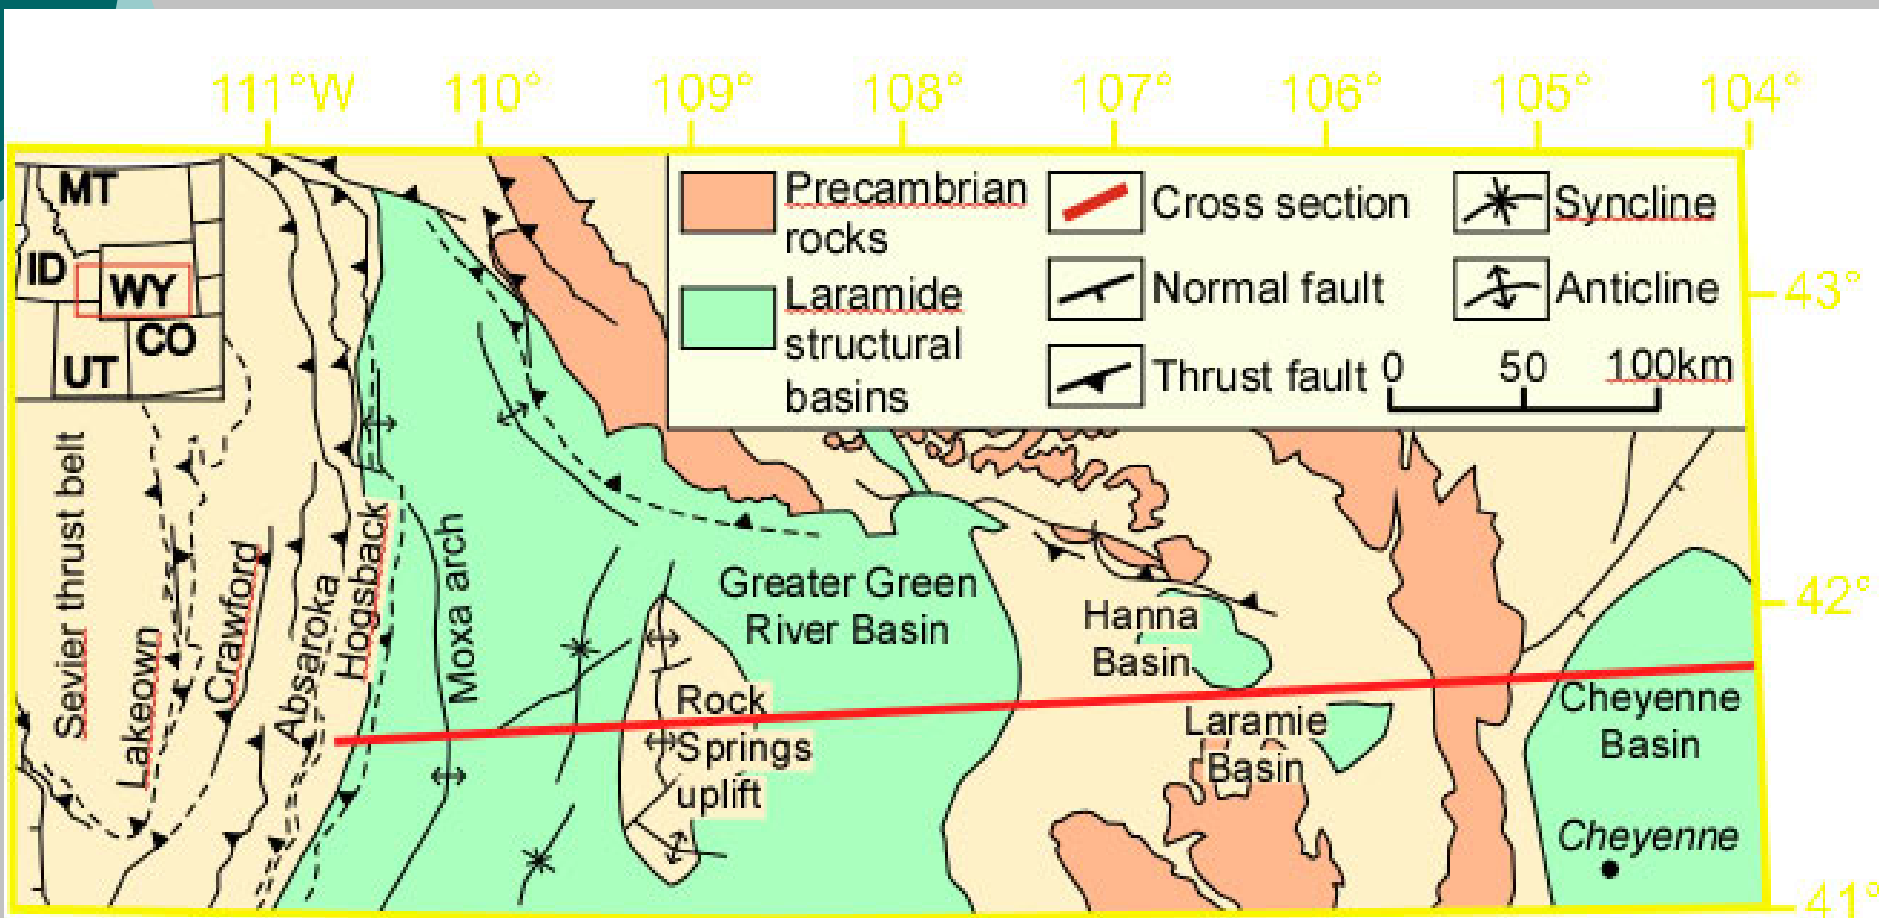 111°W
110°
109°
108°
107°
106°
105°
104°
MT
ID
WY
UT
CO
Precambrian
rocks
Laramide
structural
basins
Cross section
Normal fault
Thrust fault
Syncline
Anticline
0 50 100km
43°
42°
41°
Sevier thrust belt
Lakeown
Crawford
Absaroka
Hogsback
Moxa arch
Greater Green
River Basin
Rock
Springs
uplift
Hanna
Basin
Laramie
Basin
Cheyenne
Basin
Cheyenne